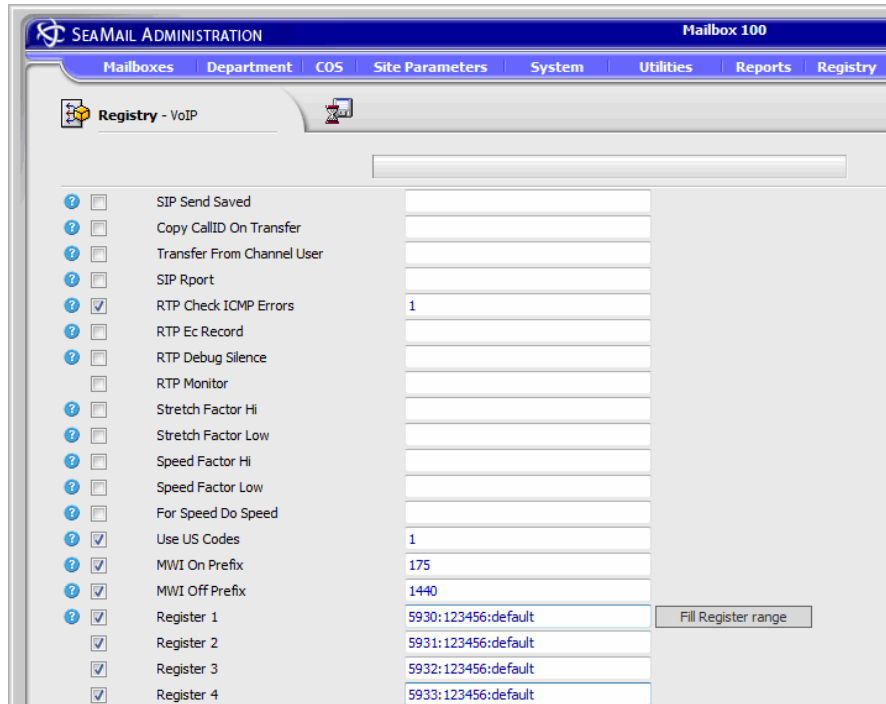 SEAMAIL ADMINISTRATION Mailbox 100
Mailboxes Department COS Site Parameters System Utilities Reports Registry
Registry - VoIP
? SIP Send Saved
? Copy CallID On Transfer
? Transfer From Channel User
? SIP Rport
? RTP Check ICMP Errors 1
? RTP Ec Record
? RTP Debug Silence
RTP Monitor
? Stretch Factor Hi
? Stretch Factor Low
? Speed Factor Hi
? Speed Factor Low
? For Speed Do Speed
? Use US Codes 1
? MWI On Prefix 175
? MWI Off Prefix 1440
? Register 1 5930:123456:default Fill Register range
Register 2 5931:123456:default
Register 3 5932:123456:default
Register 4 5933:123456:default